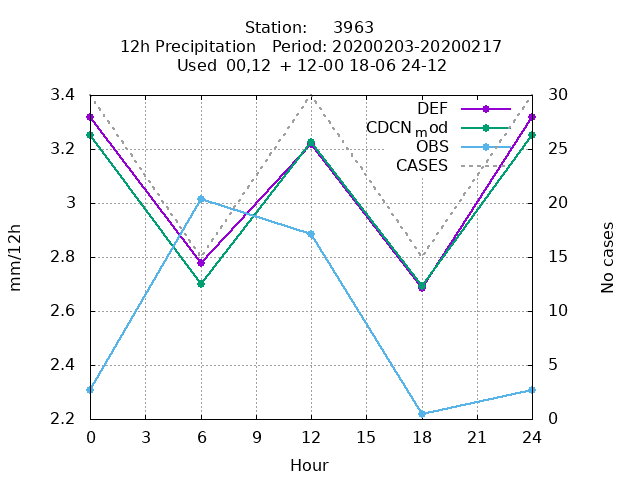 Station: 3963
12h Precipitation Period: 20200203-20200217
Used 00,12 + 12-00 18-06 24-12
3.4 30
DEF
CDCN_mod
3.2 OBS 25
CASES
3 20
2.8 15
2.6 10
2.4 5
2.2 0
mm/12h
No cases
0 3 6 9 12 15 18 21 24
Hour